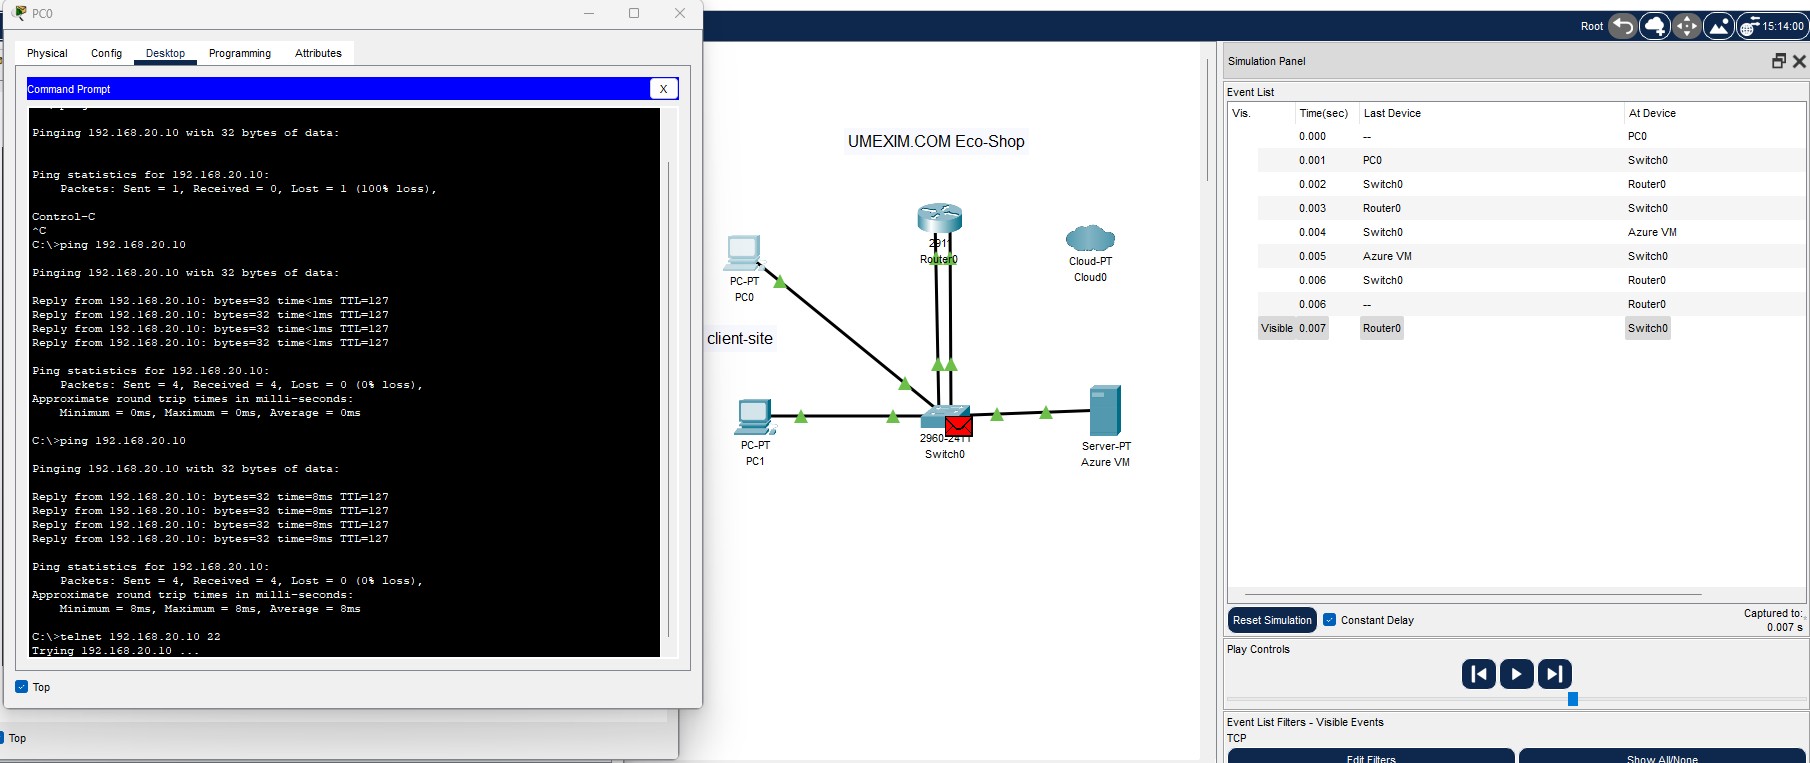 PC0
Physical Config Desktop Programming Attributes
Command Prompt
X
Pinging 192.168.20.10 with 32 bytes of data:
Ping statistics for 192.168.20.10:
Packets: Sent = 1, Received = 0, Lost = 1 (100% loss),
Control-C
^C
C:\>ping 192.168.20.10
Pinging 192.168.20.10 with 32 bytes of data:
Reply from 192.168.20.10: bytes=32 time<1ms TTL=127
Reply from 192.168.20.10: bytes=32 time<1ms TTL=127
Reply from 192.168.20.10: bytes=32 time<1ms TTL=127
Reply from 192.168.20.10: bytes=32 time<1ms TTL=127
Ping statistics for 192.168.20.10:
Packets: Sent = 4, Received = 4, Lost = 0 (0% loss),
Approximate round trip times in milli-seconds:
Minimum = 0ms, Maximum = 0ms, Average = 0ms
C:\>ping 192.168.20.10
Pinging 192.168.20.10 with 32 bytes of data:
Reply from 192.168.20.10: bytes=32 time=8ms TTL=127
Reply from 192.168.20.10: bytes=32 time=8ms TTL=127
Reply from 192.168.20.10: bytes=32 time=8ms TTL=127
Reply from 192.168.20.10: bytes=32 time=8ms TTL=127
Ping statistics for 192.168.20.10:
Packets: Sent = 4, Received = 4, Lost = 0 (0% loss),
Approximate round trip times in milli-seconds:
Minimum = 8ms, Maximum = 8ms, Average = 8ms
C:\>telnet 192.168.20.10 22
Trying 192.168.20.10 ...
Top
Top
Root
15:14:00
UMEXIM.COM Eco-Shop
2911
Router0
Cloud-PT
Cloud0
PC-PT
PC0
client-site
PC-PT
PC1
Switch0
Server-PT
Azure VM
Simulation Panel
Event List
Vis. Time(sec) Last Device At Device
0.000 -- PC0
0.001 PC0 Switch0
0.002 Switch0 Router0
0.003 Router0 Switch0
0.004 Switch0 Azure VM
0.005 Azure VM Switch0
0.006 Switch0 Router0
0.006 -- Router0
Visible 0.007 Router0 Switch0
Reset Simulation
Constant Delay
Captured to:
0.007 s
Play Controls
Event List Filters - Visible Events
TCP
Edit Filters
Show All/None